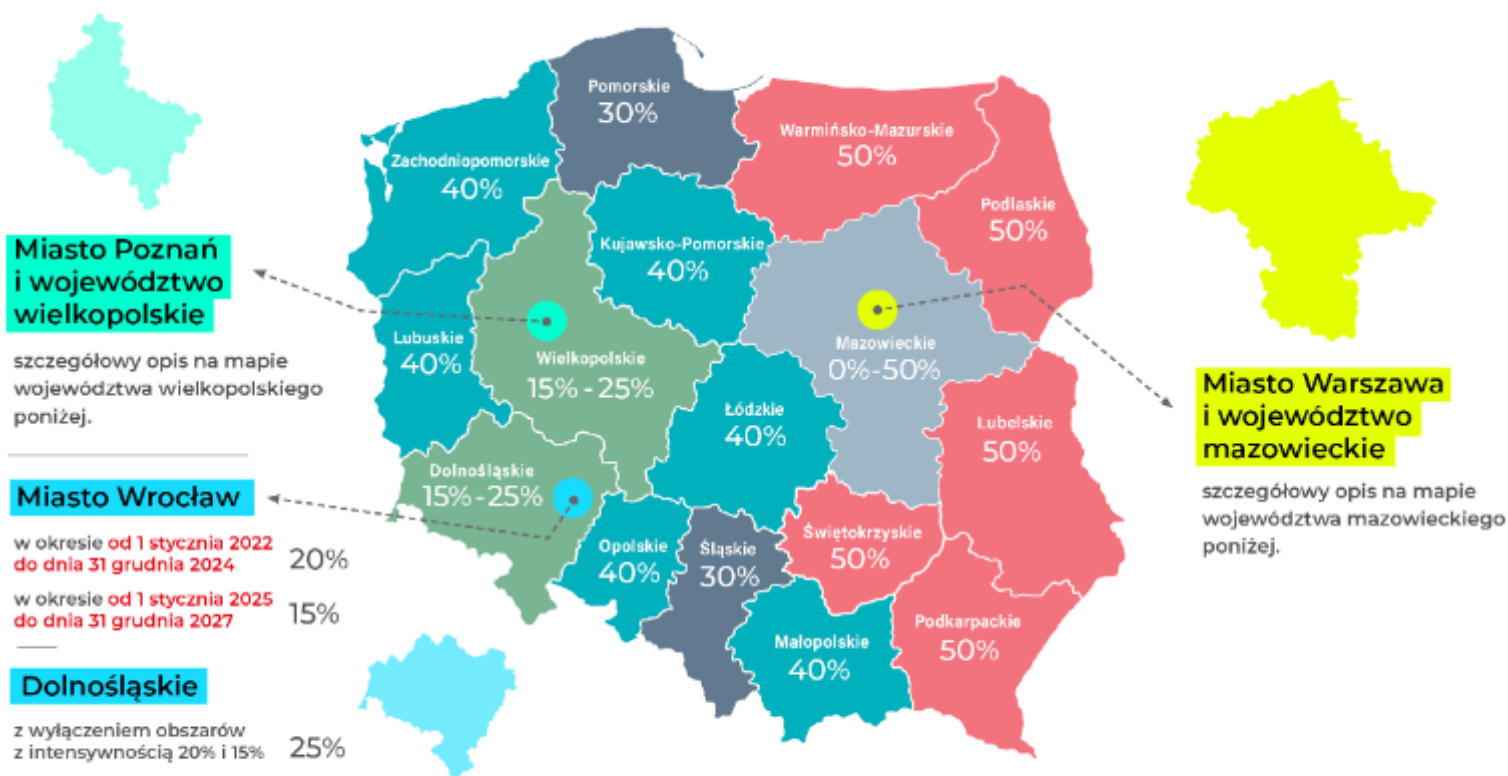 Miasto Poznań
i województwo
wielkopolskie
szczegółowy opis na mapie
województwa wielkopolskiego
poniżej.
Miasto Wrocław
w okresie od 1 stycznia 2022
do dnia 31 grudnia 2024
20%
w okresie od 1 stycznia 2025
do dnia 31 grudnia 2027
15%
Dolnośląskie
z wyłączeniem obszarów
z intensywnością 20% i 15%
25%
Pomorskie
30%
Warmińsko-Mazurskie
50%
Zachodniopomorskie
40%
Podlaskie
50%
Kujawsko-Pomorskie
40%
Lubuskie
40%
Wielkopolskie
15% - 25%
Mazowieckie
0%-50%
Łódzkie
40%
Lubelskie
50%
Dolnośląskie
15% -25%
Opolskie
40%
Śląskie
30%
Świętokrzyskie
50%
Małopolskie
40%
Podkarpackie
50%
Miasto Warszawa
i województwo
mazowieckie
szczegółowy opis na mapie
województwa mazowieckiego
poniżej.